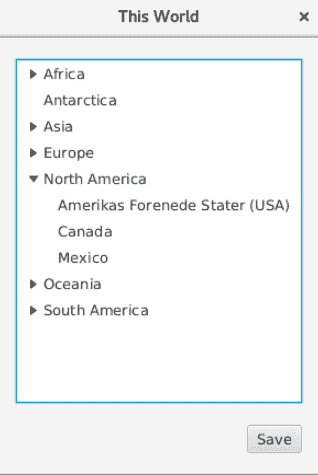 This World
Africa
Antarctica
Asia
Europe
North America
Amerikas Forenede Stater (USA)
Canada
Mexico
Oceania
South America
Save